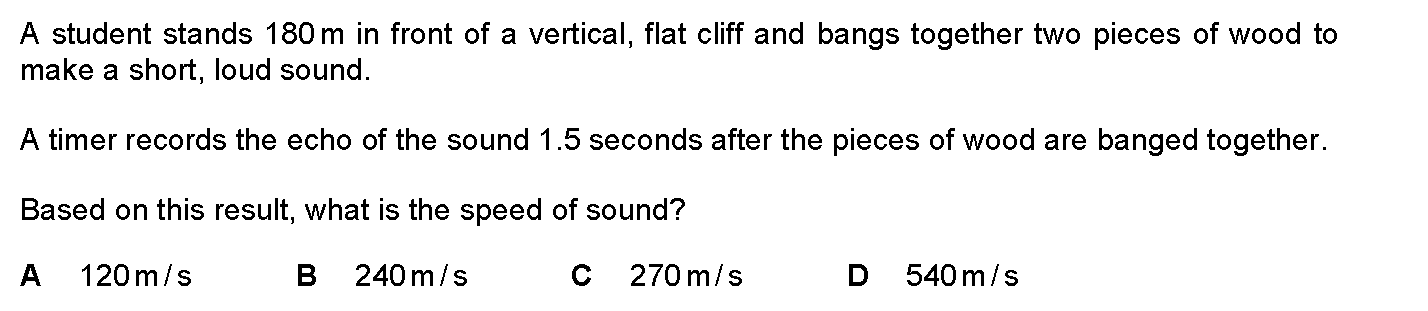 A student stands 180 m in front of a vertical, flat cliff and bangs together two pieces of wood to
make a short, loud sound.
A timer records the echo of the sound 1.5 seconds after the pieces of wood are banged together.
Based on this result, what is the speed of sound?
A 120 m / s B 240 m / s C 270 m / s D 540 m / s